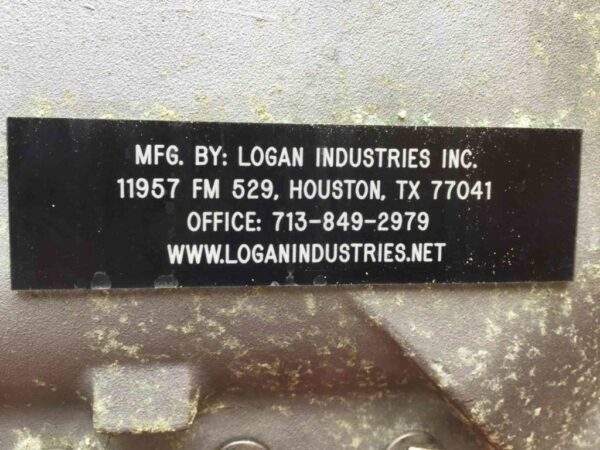 MFG. BY: LOGAN INDUSTRIES INC.
11957 FM 529, HOUSTON, TX 77041
OFFICE: 713-849-2979
WWW.LOGANINDUSTRIES.NET